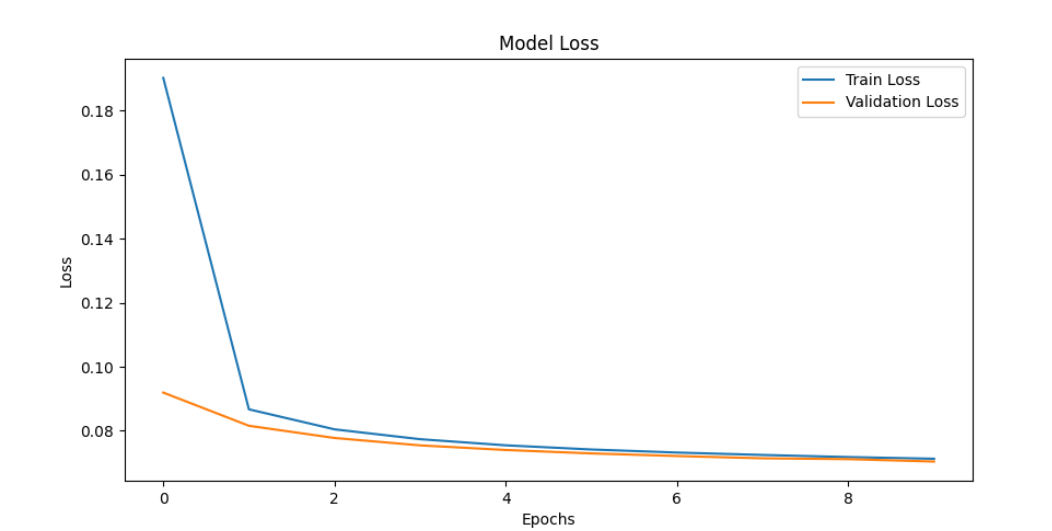 Model Loss
Train Loss
Validation Loss
Loss
0.18
0.16
0.14
0.12
0.10
0.08
0 2 4 6 8
Epochs